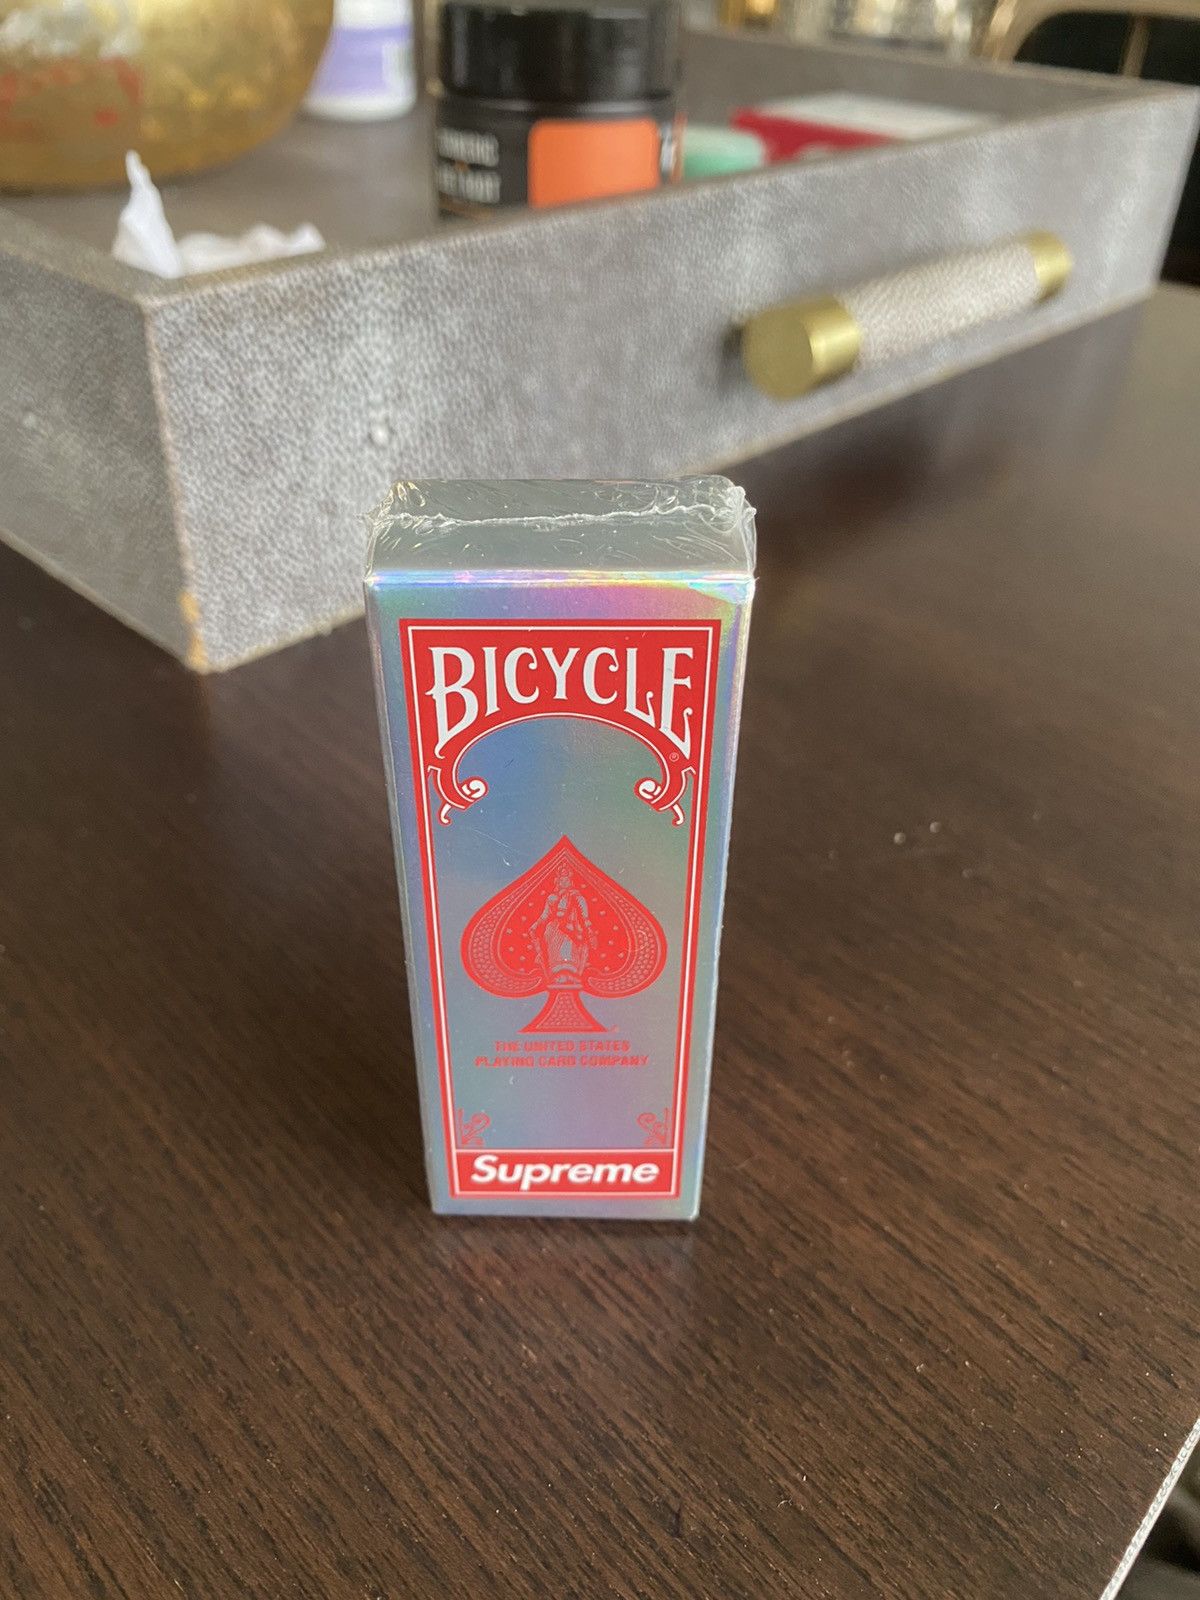 BICYCLE
®
THE UNITED STATES
PLAYING CARD COMPANY
Supreme